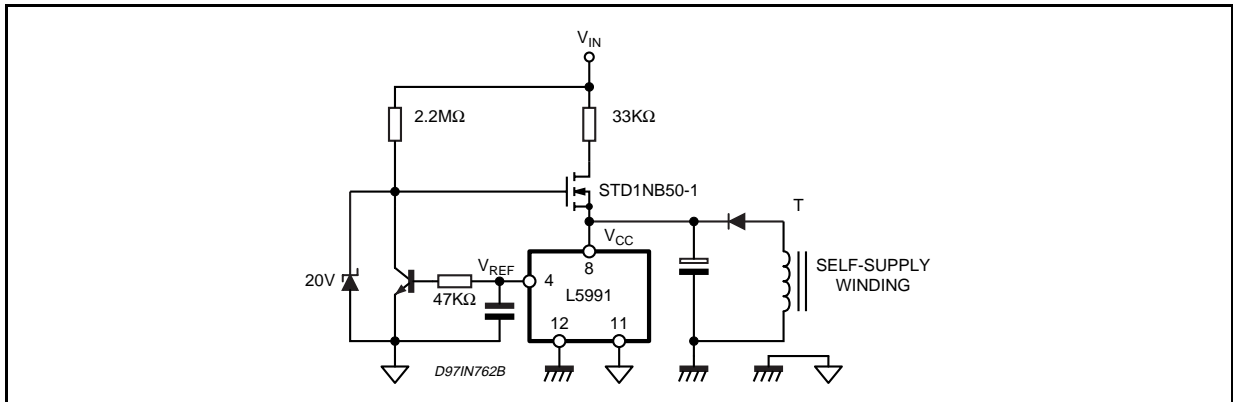 V_IN
2.2MΩ
33KΩ
STD1NB50-1
T
V_CC
V_REF
8
SELF-SUPPLY
WINDING
20V
4
47KΩ
L5991
12
11
D97IN762B